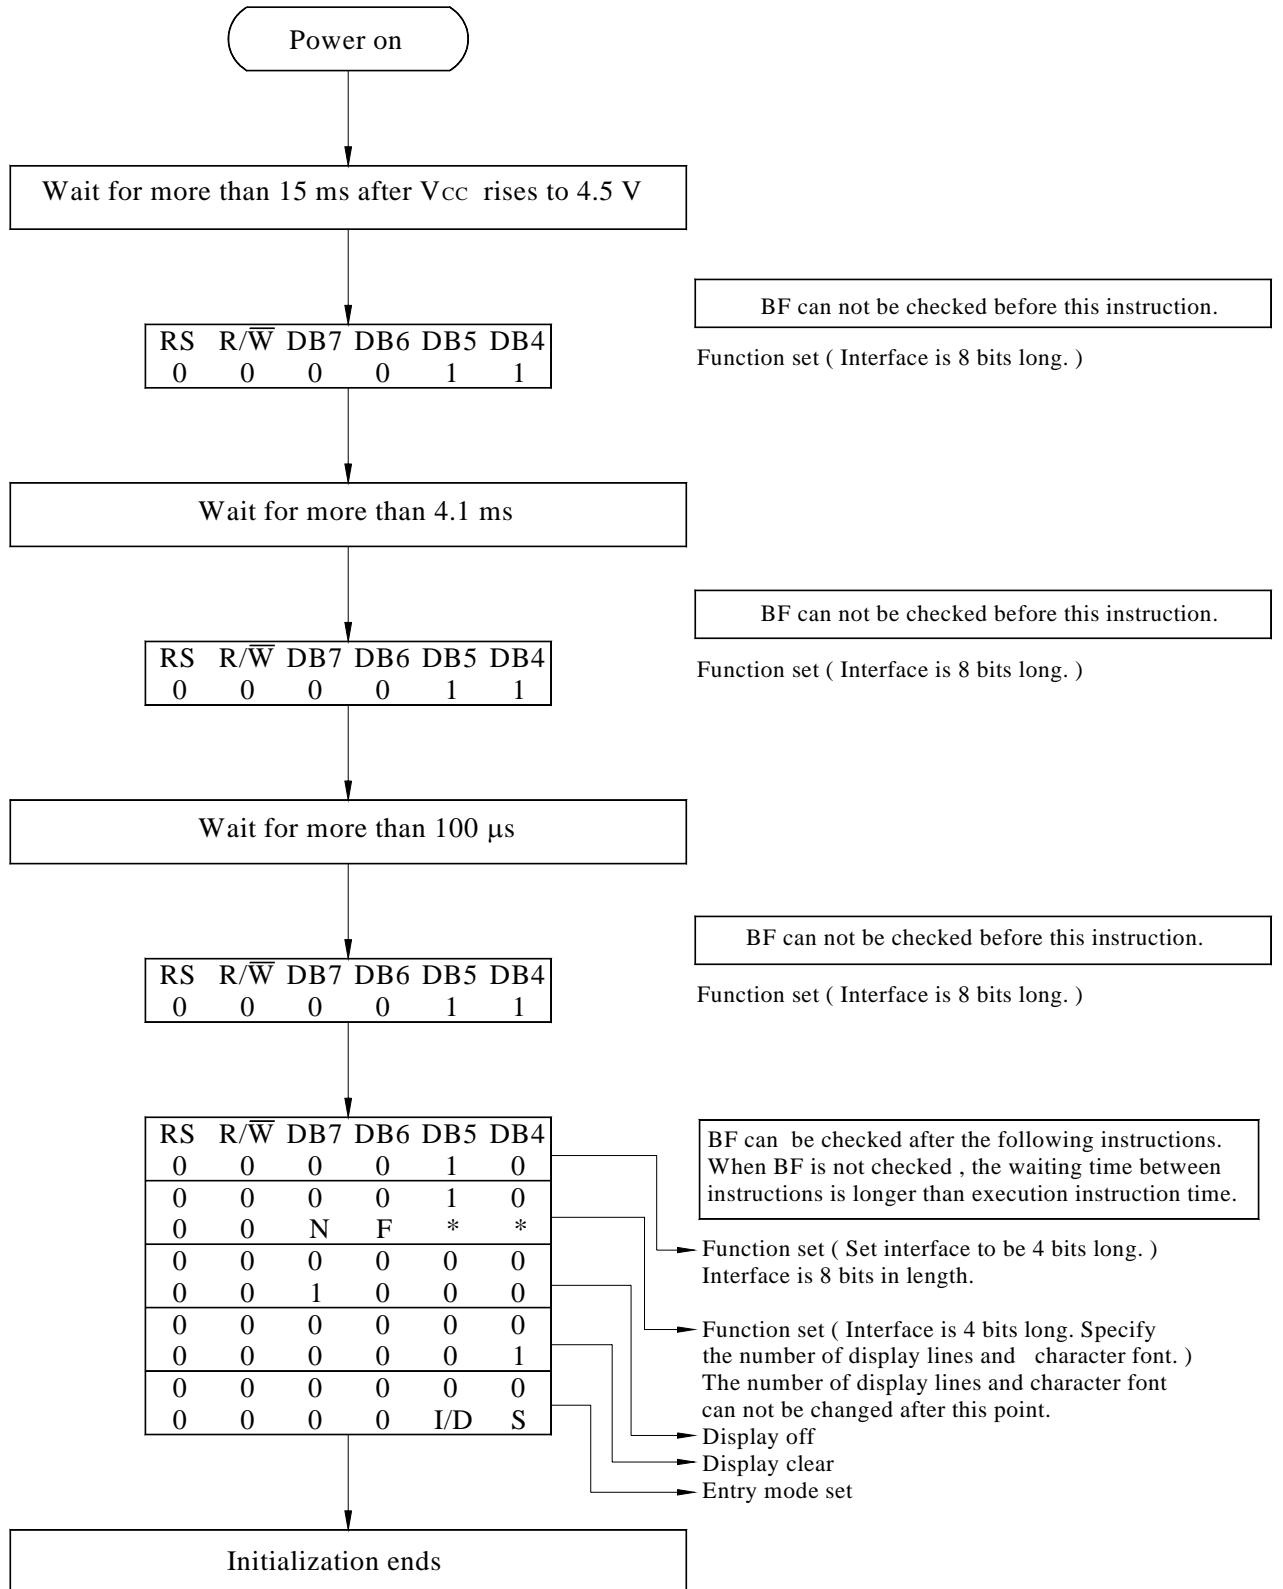 Power on
Wait for more than 15 ms after VCC rises to 4.5 V
BF can not be checked before this instruction.
RS R/W̅ DB7 DB6 DB5 DB4
0 0 0 0 1 1
Function set ( Interface is 8 bits long. )
Wait for more than 4.1 ms
BF can not be checked before this instruction.
RS R/W̅ DB7 DB6 DB5 DB4
0 0 0 0 1 1
Function set ( Interface is 8 bits long. )
Wait for more than 100 μs
BF can not be checked before this instruction.
RS R/W̅ DB7 DB6 DB5 DB4
0 0 0 0 1 1
Function set ( Interface is 8 bits long. )
RS R/W̅ DB7 DB6 DB5 DB4
0 0 0 0 1 0
0 0 0 0 1 0
0 0 N F * *
0 0 0 0 0 0
0 0 1 0 0 0
0 0 0 0 0 0
0 0 0 0 0 1
0 0 0 0 0 0
0 0 0 0 I/D S
BF can be checked after the following instructions.
When BF is not checked , the waiting time between
instructions is longer than execution instruction time.
Function set ( Set interface to be 4 bits long. )
Interface is 8 bits in length.
Function set ( Interface is 4 bits long. Specify
the number of display lines and character font. )
The number of display lines and character font
can not be changed after this point.
Display off
Display clear
Entry mode set
Initialization ends